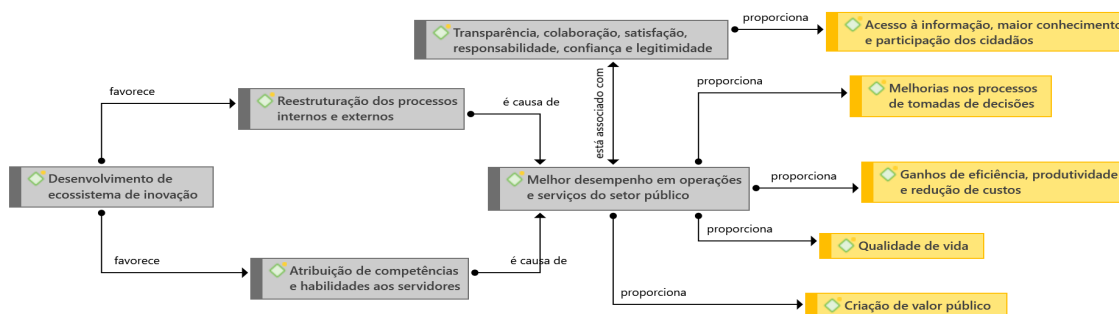 proporciona
Transparência, colaboração, satisfação,
responsabilidade, confiança e legitimidade
Acesso à informação, maior conhecimento
e participação dos cidadãos
favorece
Reestruturação dos processos
internos e externos
é causa de
está associado com
proporciona
Melhorias nos processos
de tomadas de decisões
Desenvolvimento de
ecossistema de inovação
Melhor desempenho em operações
e serviços do setor público
proporciona
Ganhos de eficiência, produtividade
e redução de custos
proporciona
Qualidade de vida
favorece
Atribuição de competências
e habilidades aos servidores
é causa de
proporciona
Criação de valor público